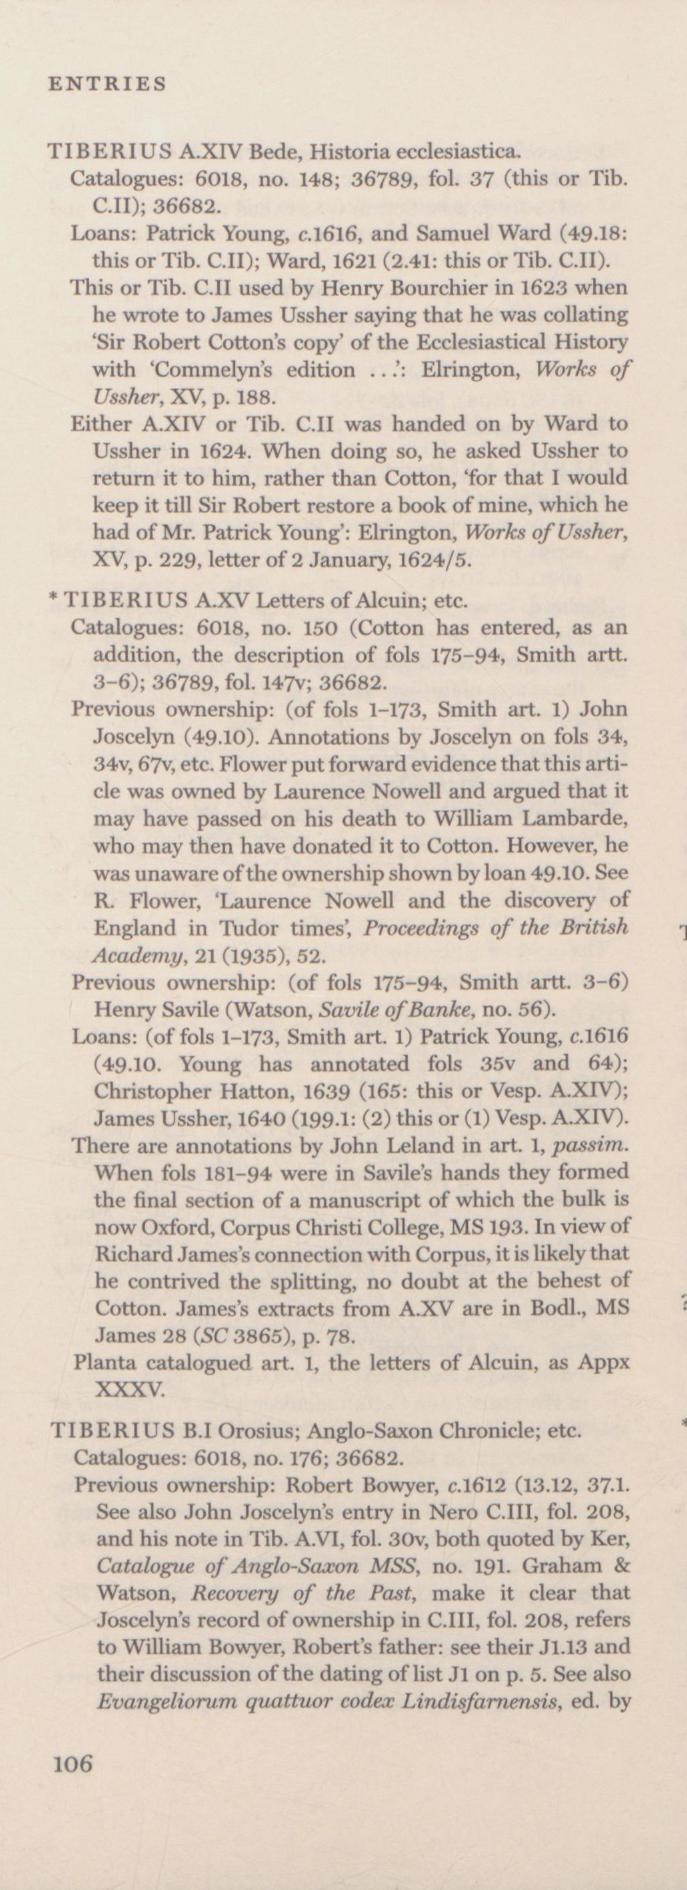 ENTRIES
TIBERIUS A.XIV Bede, Historia ecclesiastica.
Catalogues: 6018, no. 148; 36789, fol. 37 (this or Tib.
C.II); 36682.
Loans: Patrick Young, c.1616, and Samuel Ward (49.18:
this or Tib. C.II); Ward, 1621 (2.41: this or Tib. C.II).
This or Tib. C.II used by Henry Bourchier in 1623 when
he wrote to James Ussher saying that he was collating
‘Sir Robert Cotton’s copy’ of the Ecclesiastical History
with ‘Commelyn’s edition ...’: Elrington, Works of
Ussher, XV, p. 188.
Either A.XIV or Tib. C.II was handed on by Ward to
Ussher in 1624. When doing so, he asked Ussher to
return it to him, rather than Cotton, ‘for that I would
keep it till Sir Robert restore a book of mine, which he
had of Mr. Patrick Young’: Elrington, Works of Ussher,
XV, p. 229, letter of 2 January, 1624/5.
* TIBERIUS A.XV Letters of Alcuin; etc.
Catalogues: 6018, no. 150 (Cotton has entered, as an
addition, the description of fols 175–94, Smith artt.
3–6); 36789, fol. 147v; 36682.
Previous ownership: (of fols 1–173, Smith art. 1) John
Joscelyn (49.10). Annotations by Joscelyn on fols 34,
34v, 67v, etc. Flower put forward evidence that this arti-
cle was owned by Laurence Nowell and argued that it
may have passed on his death to William Lambarde,
who may then have donated it to Cotton. However, he
was unaware of the ownership shown by loan 49.10. See
R. Flower, ‘Laurence Nowell and the discovery of
England in Tudor times’, Proceedings of the British
Academy, 21 (1935), 52.
Previous ownership: (of fols 175–94, Smith artt. 3–6)
Henry Savile (Watson, Savile of Banke, no. 56).
Loans: (of fols 1–173, Smith art. 1) Patrick Young, c.1616
(49.10. Young has annotated fols 35v and 64);
Christopher Hatton, 1639 (165: this or Vesp. A.XIV);
James Ussher, 1640 (199.1: (2) this or (1) Vesp. A.XIV).
There are annotations by John Leland in art. 1, passim.
When fols 181–94 were in Savile’s hands they formed
the final section of a manuscript of which the bulk is
now Oxford, Corpus Christi College, MS 193. In view of
Richard James’s connection with Corpus, it is likely that
he contrived the splitting, no doubt at the behest of
Cotton. James’s extracts from A.XV are in Bodl., MS
James 28 (SC 3865), p. 78.
Planta catalogued art. 1, the letters of Alcuin, as Appx
XXXV.
TIBERIUS B.I Orosius; Anglo-Saxon Chronicle; etc.
Catalogues: 6018, no. 176; 36682.
Previous ownership: Robert Bowyer, c.1612 (13.12, 37.1.
See also John Joscelyn’s entry in Nero C.III, fol. 208,
and his note in Tib. A.VI, fol. 30v, both quoted by Ker,
Catalogue of Anglo-Saxon MSS, no. 191. Graham &
Watson, Recovery of the Past, make it clear that
Joscelyn’s record of ownership in C.III, fol. 208, refers
to William Bowyer, Robert’s father: see their J1.13 and
their discussion of the dating of list J1 on p. 5. See also
Evangeliorum quattuor codex Lindisfarnensis, ed. by
106